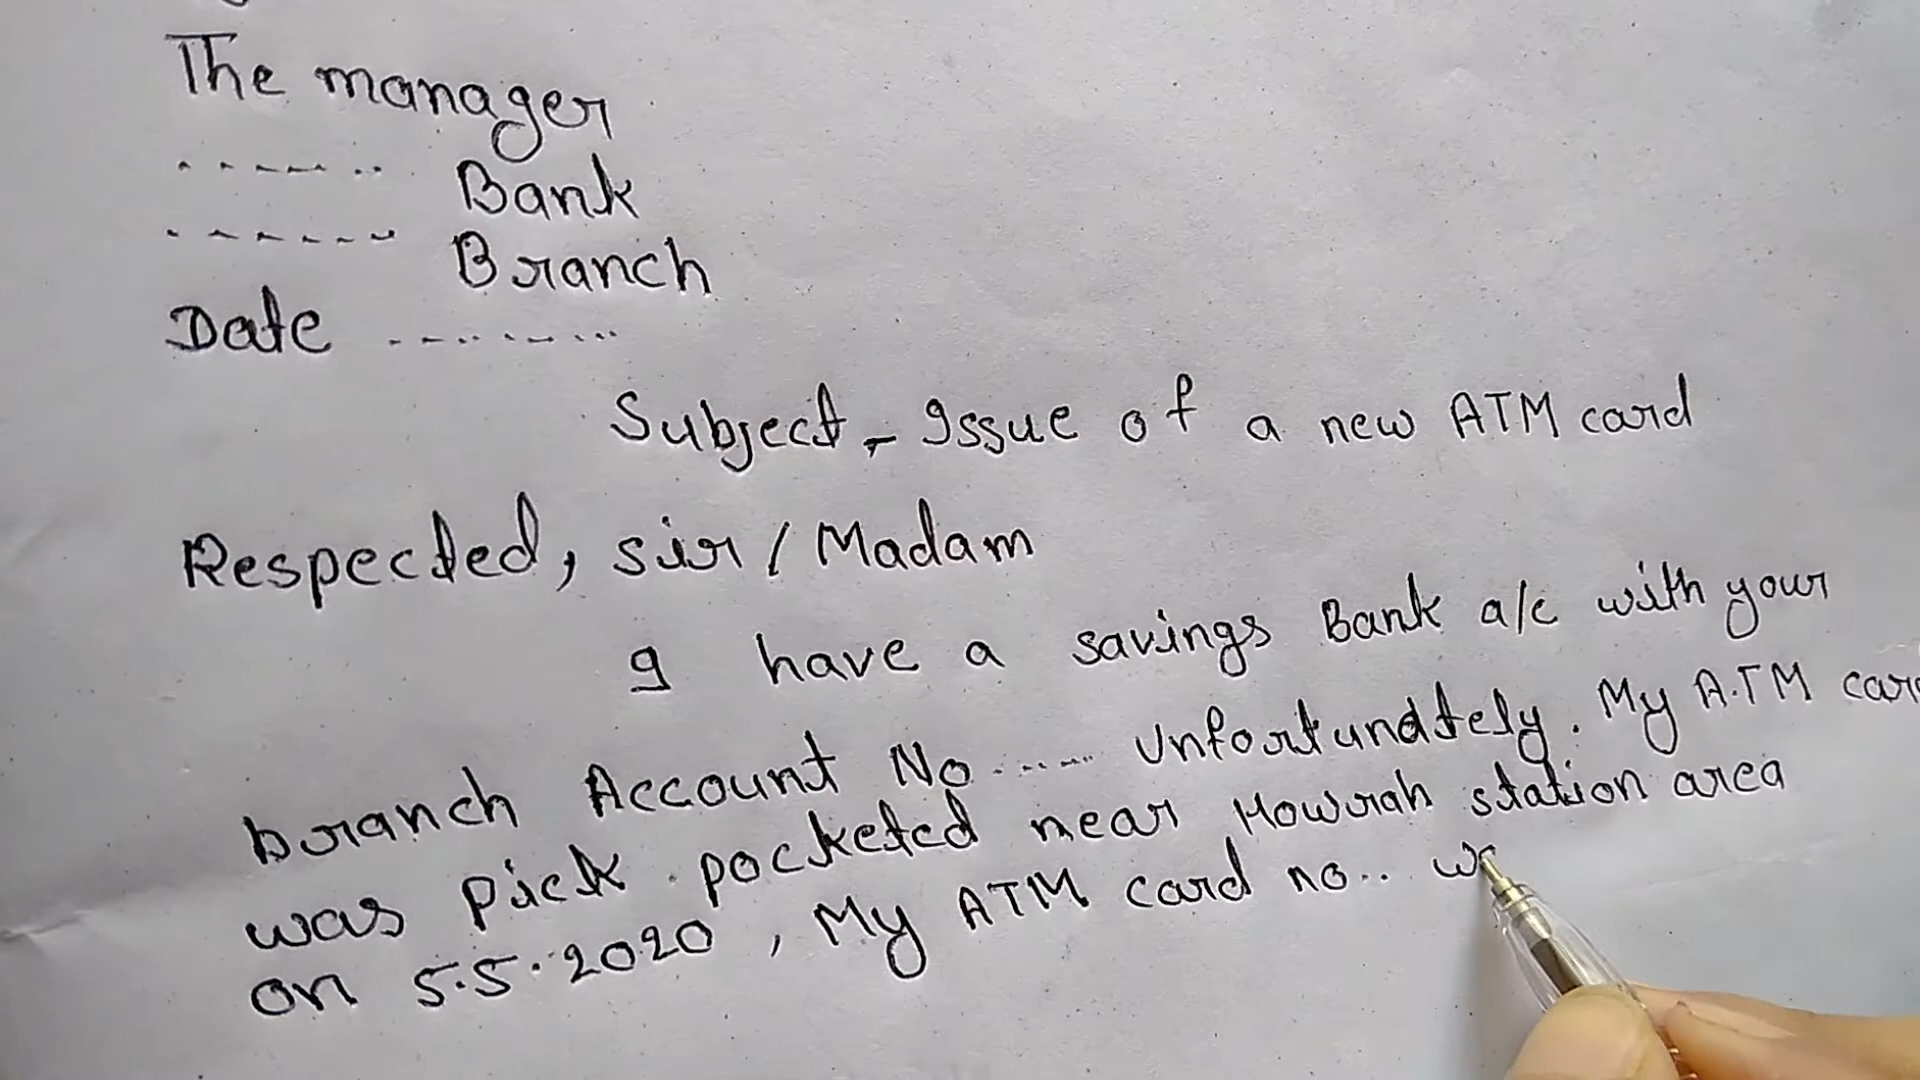 The manager
....... Bank
....... Branch
Date .........
Subject - Issue of a new ATM card
Respected, sir / Madam
I have a savings Bank a/c with your
branch Account No ...... Unfortundtely. My A.TM card
was pick pocketed near Howrah station area
on 5.5.2020, My ATM card no..